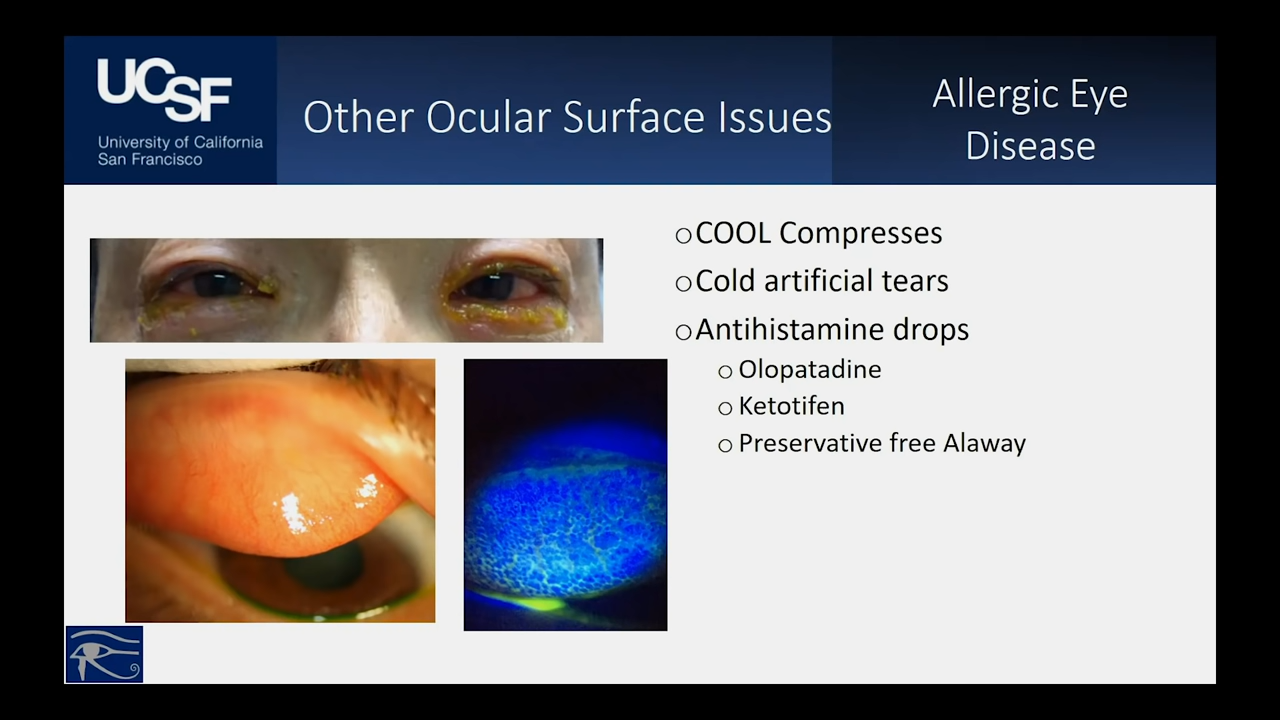 UCSF
University of California
San Francisco
Other Ocular Surface Issues
Allergic Eye
Disease
COOL Compresses
Cold artificial tears
Antihistamine drops
Olopatadine
Ketotifen
Preservative free Alaway